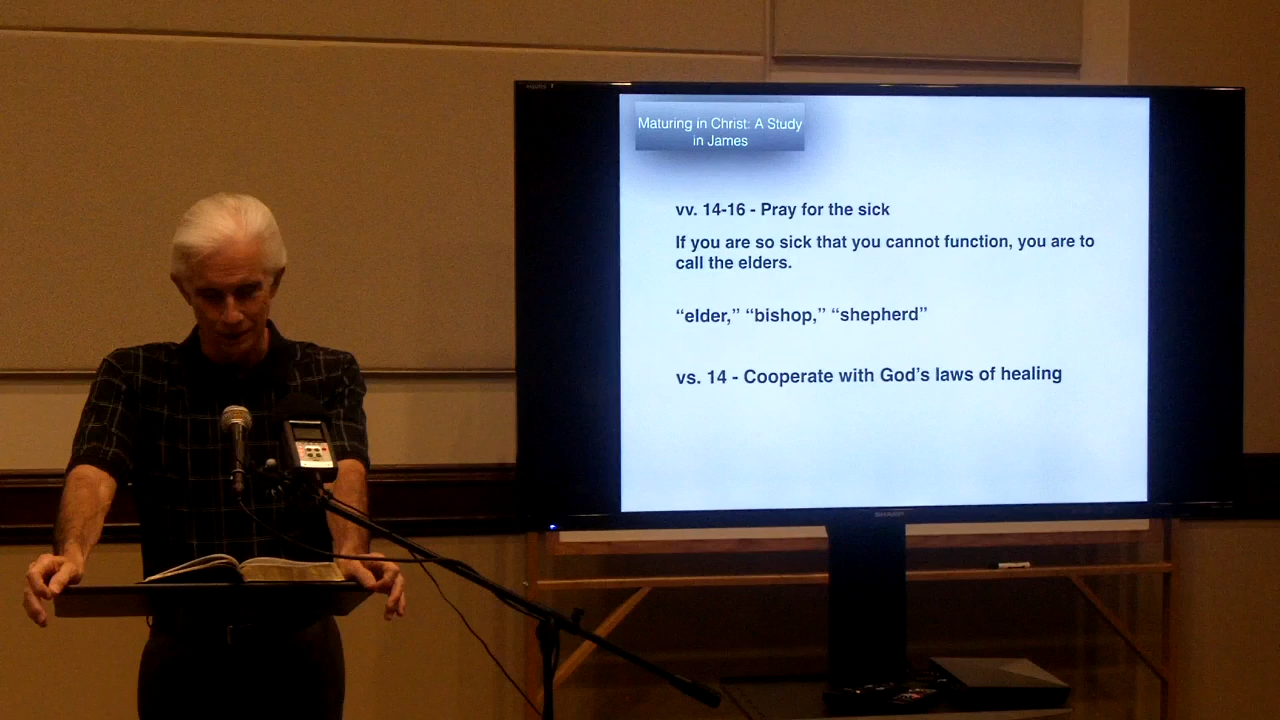 Maturing in Christ: A Study
in James
vv. 14-16 - Pray for the sick
If you are so sick that you cannot function, you are to
call the elders.
“elder,” “bishop,” “shepherd”
vs. 14 - Cooperate with God’s laws of healing
SHARP